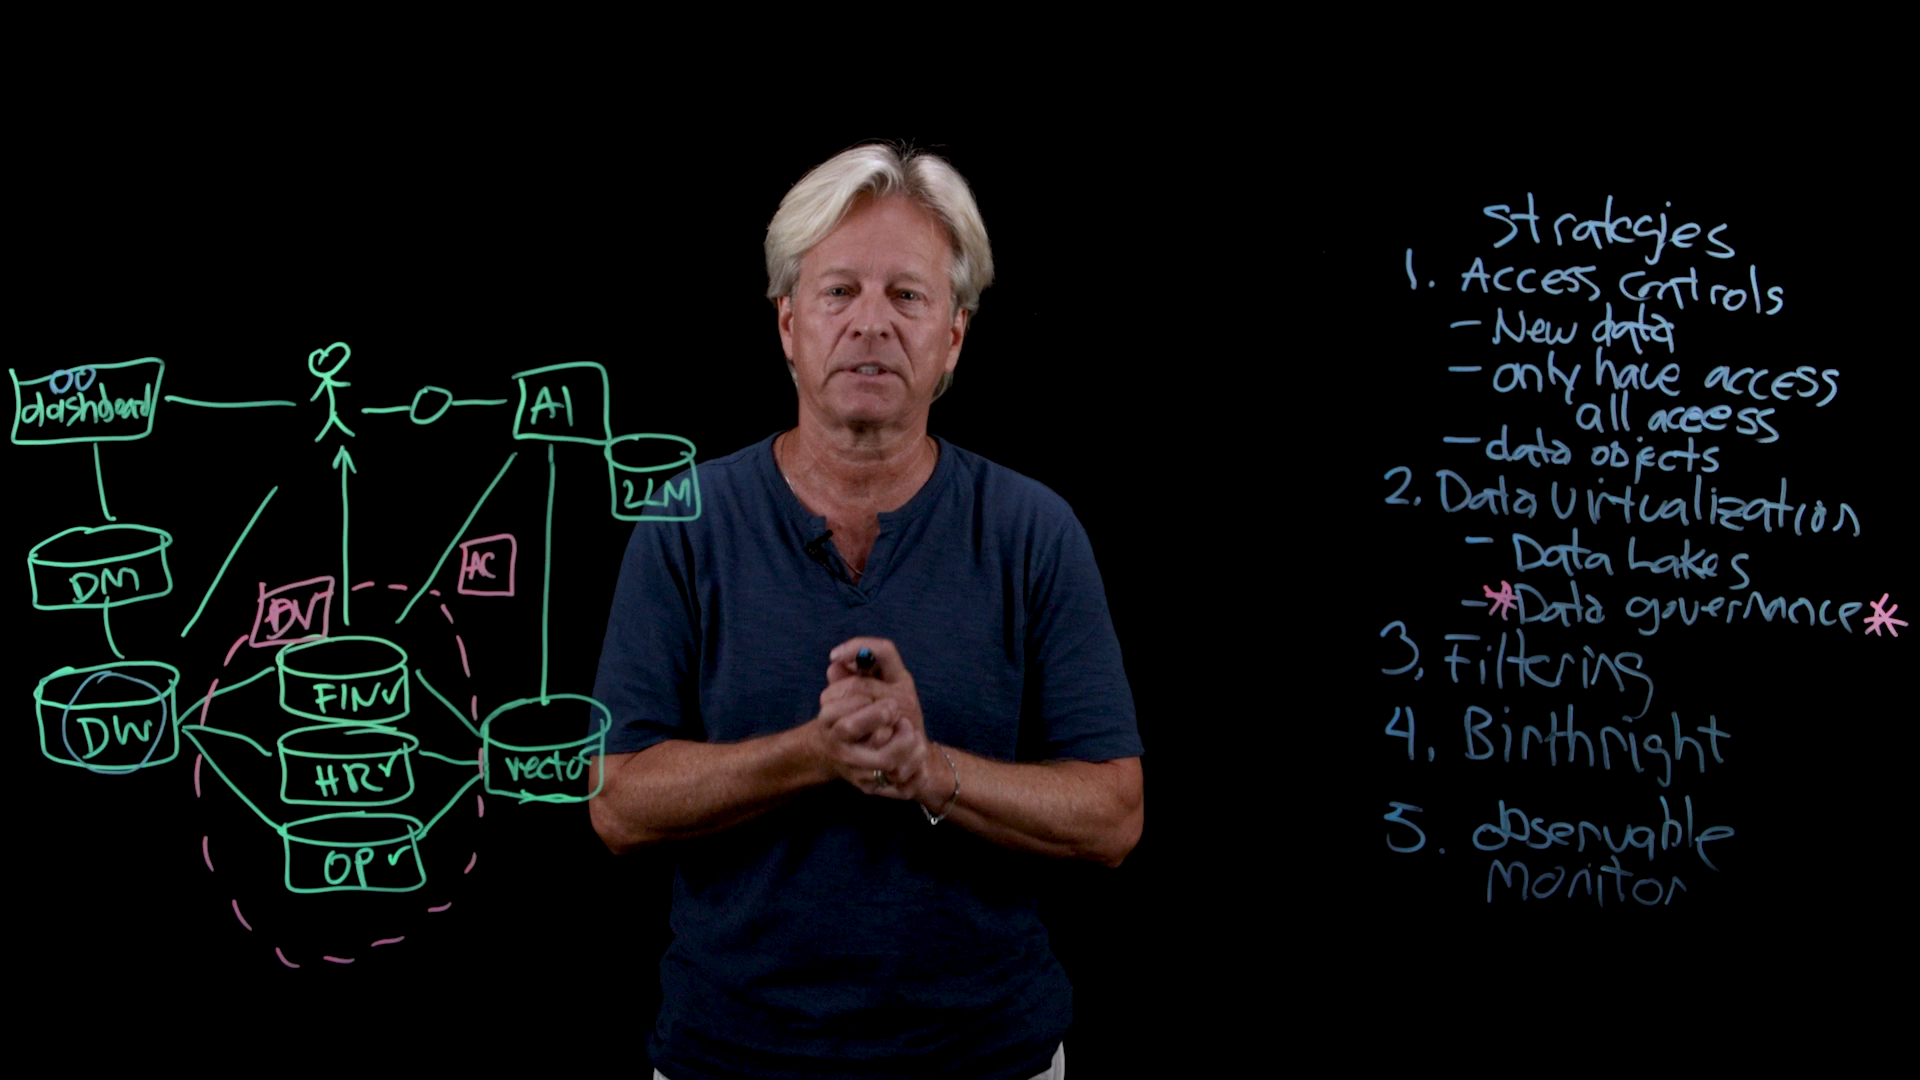 dashboard
AI
LLM
DM
AC
DV
FIN
DW
HR
vector
OP
Strategies
1. Access controls
- New data
- only have access
all access
- data objects
2. Data Virtualization
- Data Lakes
- *Data governance*
3. Filtering
4. Birthright
5. observable
Monitor